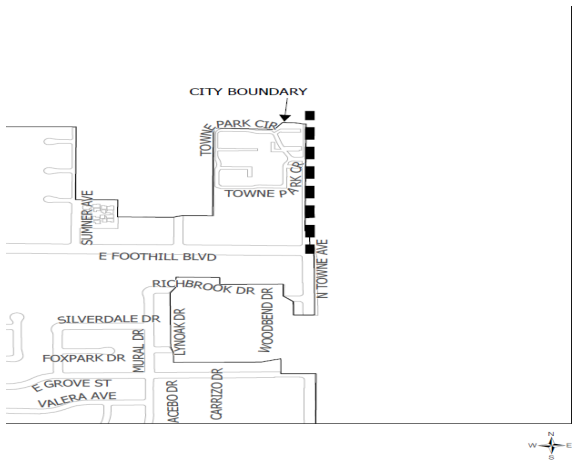 CITY BOUNDARY
TOWNE
PARK CIR
TOWNE P
ARK CR
SUMNER AVE
E FOOTHILL BLVD
N TOWNE AVE
RICHBROOK DR
SILVERDALE DR
MURAL DR
LYNOAK DR
WOODBEND DR
FOXPARK DR
E GROVE ST
VALERA AVE
ACEBO DR
CARRIZO DR
N
W
E
S